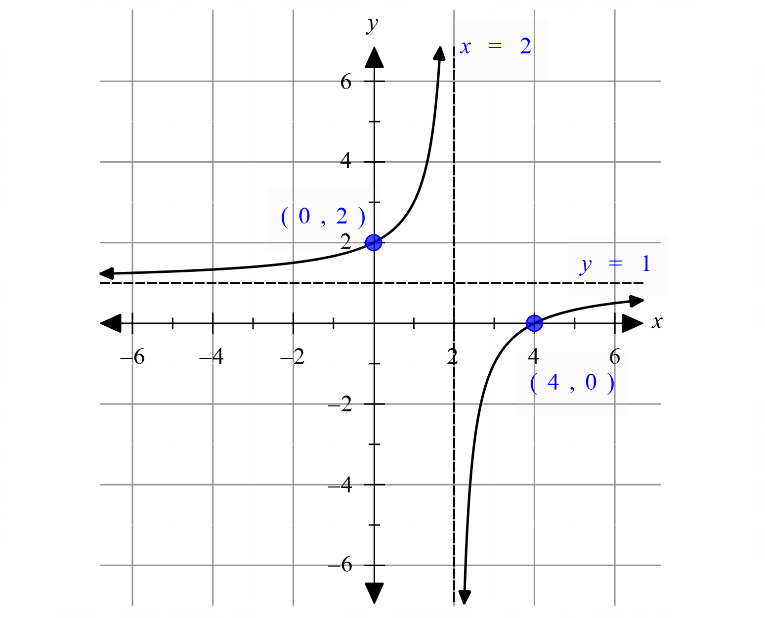 y
x = 2
6
4
( 0 , 2 )
2
y = 1
x
–6
–4
–2
2
4
6
( 4 , 0 )
–2
–4
–6